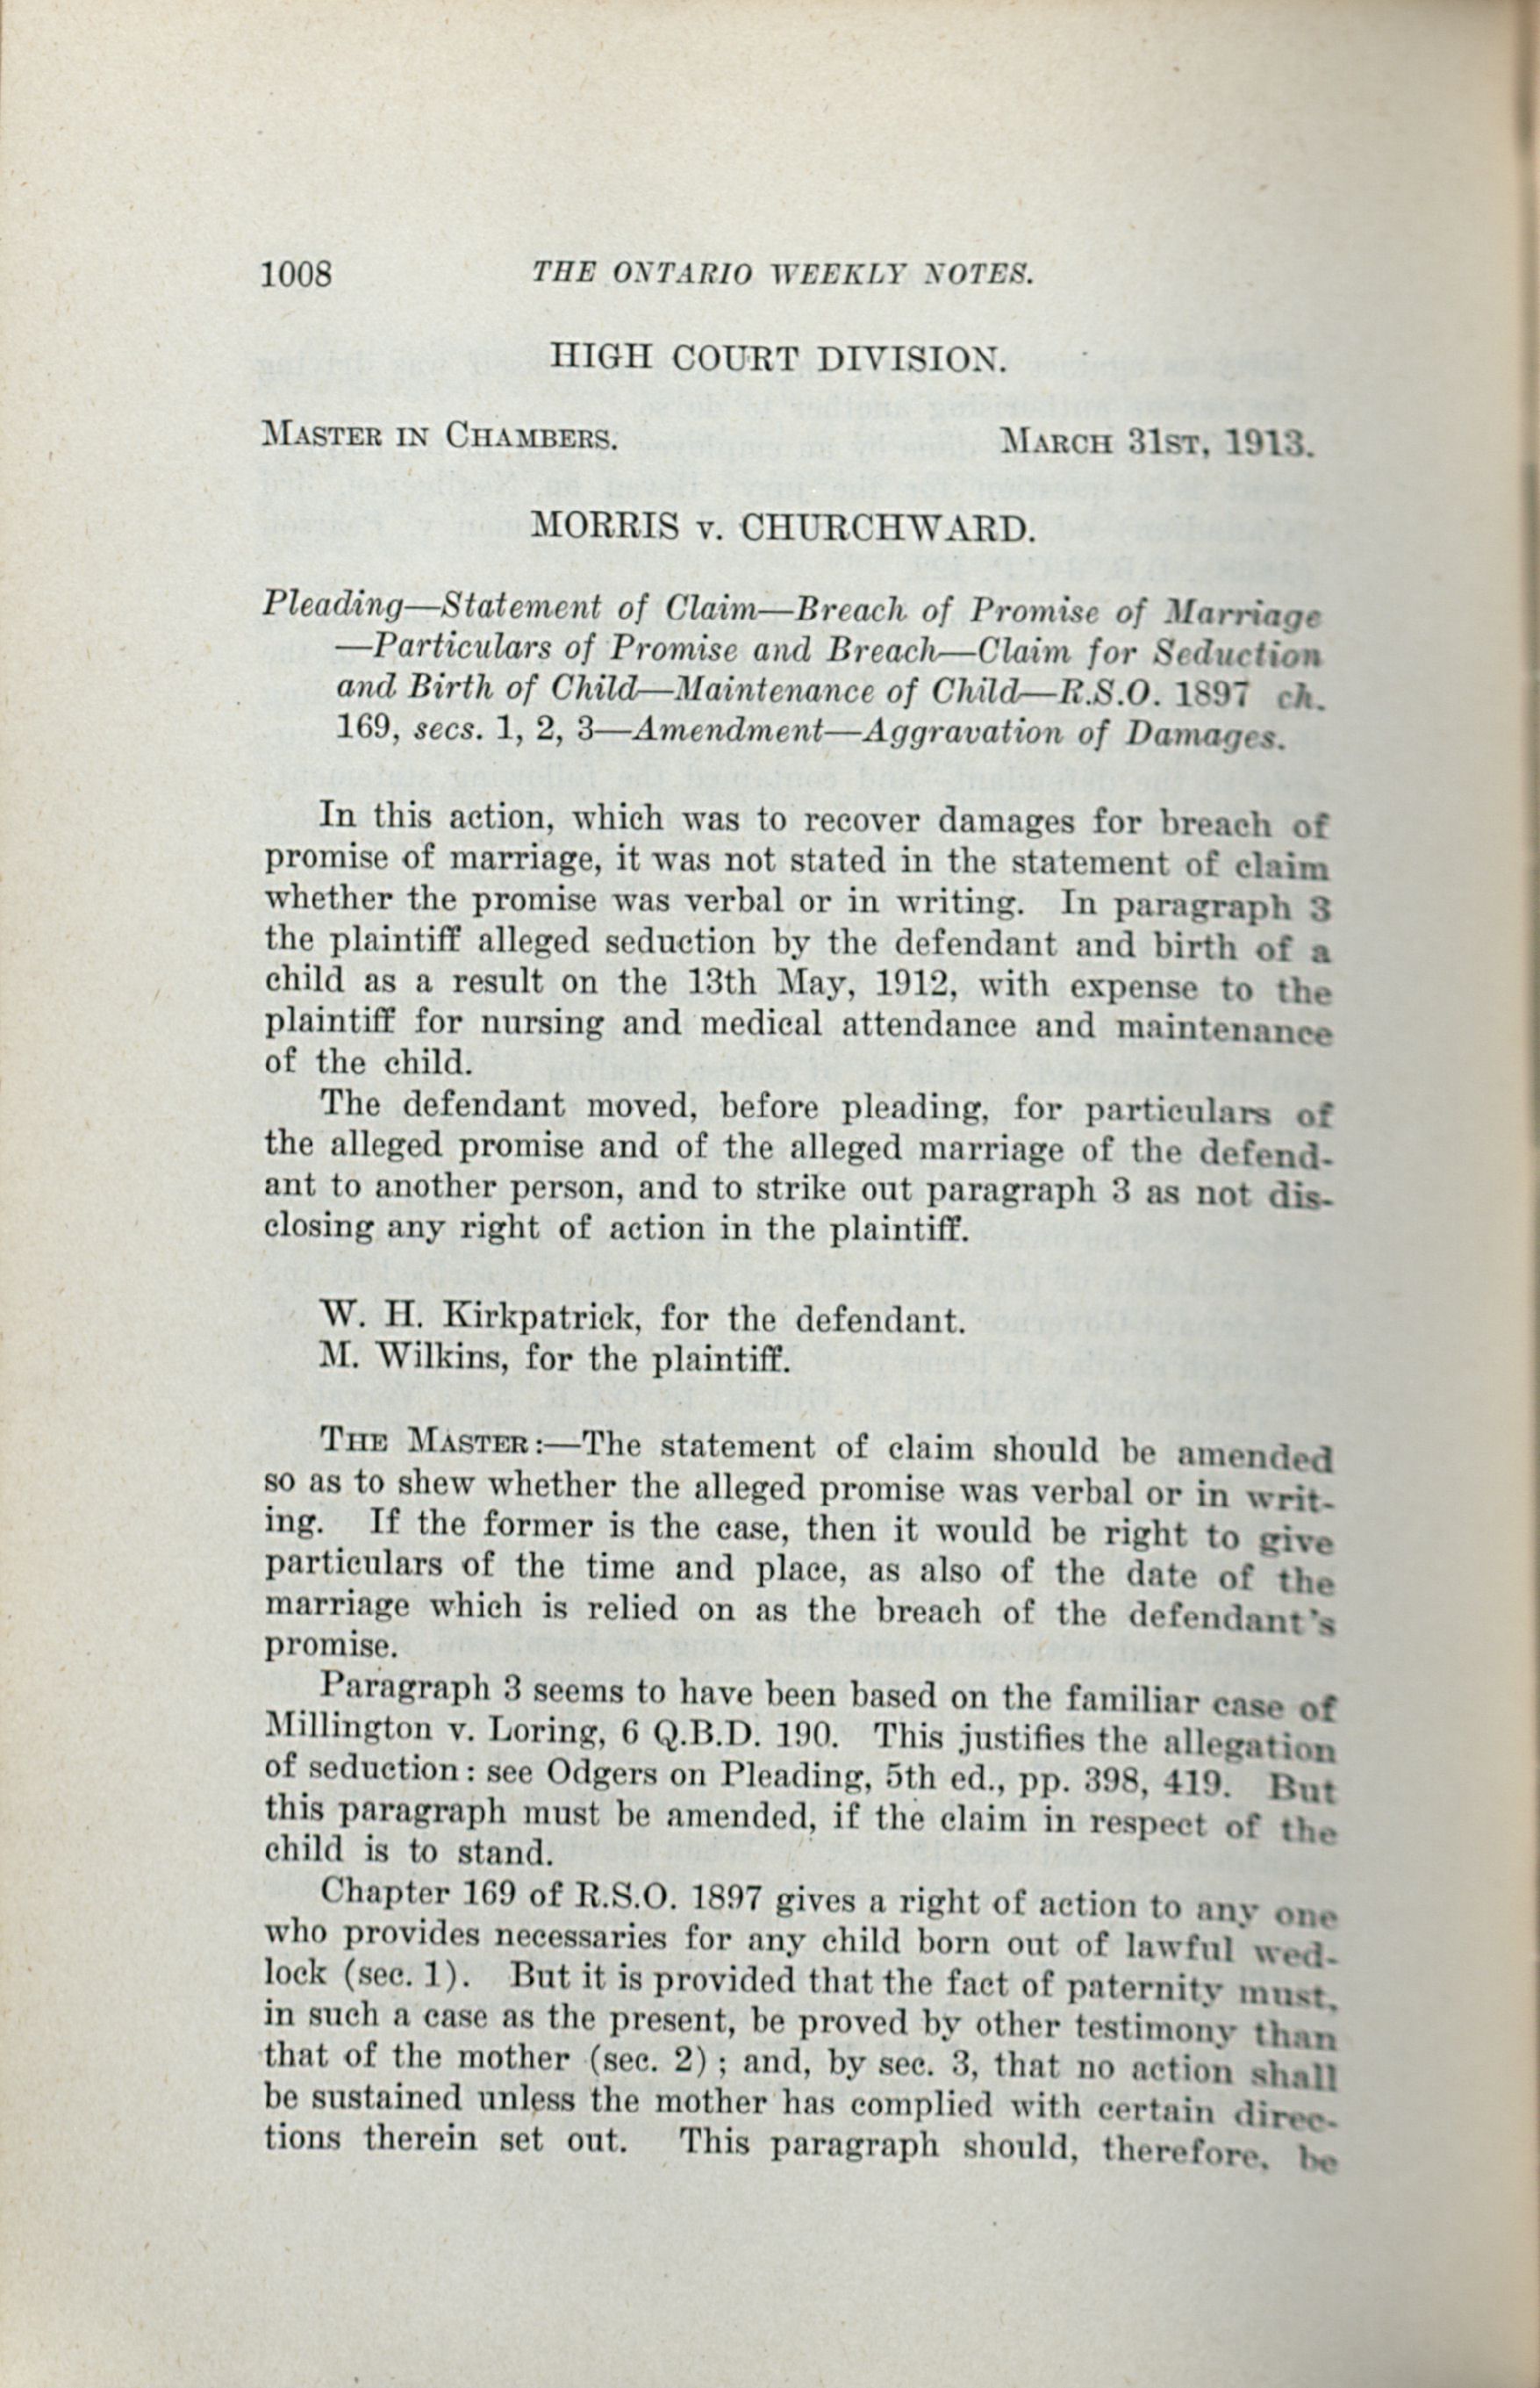 1008 THE ONTARIO WEEKLY NOTES.
HIGH COURT DIVISION.
MASTER IN CHAMBERS. MARCH 31ST, 1913.
MORRIS v. CHURCHWARD.
Pleading—Statement of Claim—Breach of Promise of Marriage
—Particulars of Promise and Breach—Claim for Seduction
and Birth of Child—Maintenance of Child—R.S.O. 1897 ch.
169, secs. 1, 2, 3—Amendment—Aggravation of Damages.
In this action, which was to recover damages for breach of
promise of marriage, it was not stated in the statement of claim
whether the promise was verbal or in writing. In paragraph 3
the plaintiff alleged seduction by the defendant and birth of a
child as a result on the 13th May, 1912, with expense to the
plaintiff for nursing and medical attendance and maintenance
of the child.
The defendant moved, before pleading, for particulars of
the alleged promise and of the alleged marriage of the defend-
ant to another person, and to strike out paragraph 3 as not dis-
closing any right of action in the plaintiff.
W. H. Kirkpatrick, for the defendant.
M. Wilkins, for the plaintiff.
THE MASTER:—The statement of claim should be amended
so as to shew whether the alleged promise was verbal or in writ-
ing. If the former is the case, then it would be right to give
particulars of the time and place, as also of the date of the
marriage which is relied on as the breach of the defendant's
promise.
Paragraph 3 seems to have been based on the familiar case of
Millington v. Loring, 6 Q.B.D. 190. This justifies the allegation
of seduction: see Odgers on Pleading, 5th ed., pp. 398, 419. But
this paragraph must be amended, if the claim in respect of the
child is to stand.
Chapter 169 of R.S.O. 1897 gives a right of action to any one
who provides necessaries for any child born out of lawful wed-
lock (sec. 1). But it is provided that the fact of paternity must,
in such a case as the present, be proved by other testimony than
that of the mother (sec. 2); and, by sec. 3, that no action shall
be sustained unless the mother has complied with certain direc-
tions therein set out. This paragraph should, therefore, be